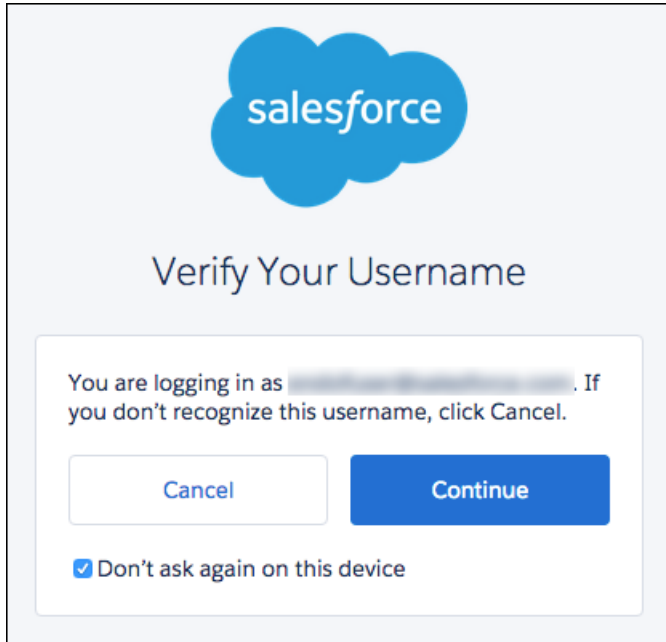 salesforce
Verify Your Username
You are logging in as . If
you don't recognize this username, click Cancel.
Cancel
Continue
Don't ask again on this device